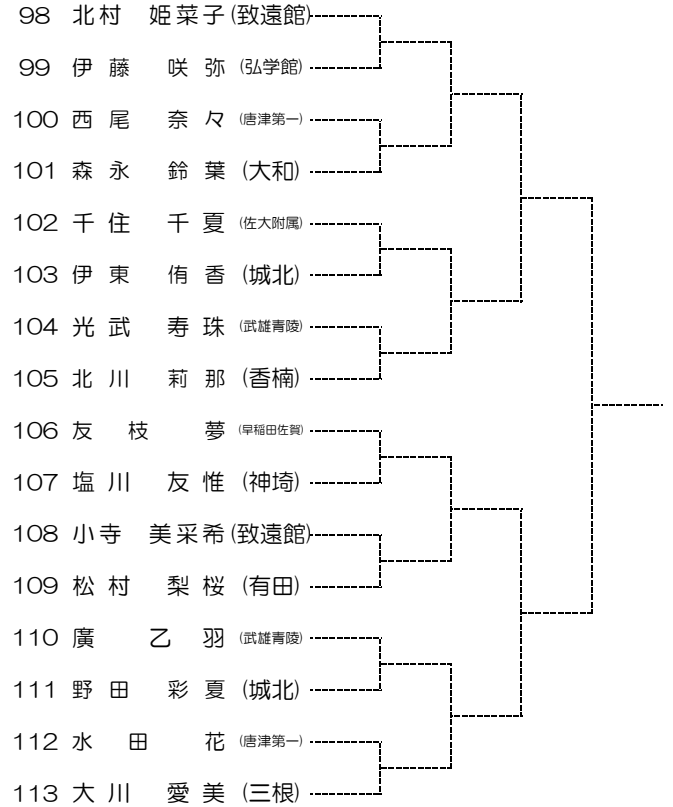 98 北村 姫菜子(致遠館)
99 伊藤 咲弥(弘学館)
100 西尾 奈々(唐津第一)
101 森永 鈴葉(大和)
102 千住 千夏(佐大附属)
103 伊東 侑香(城北)
104 光武 寿珠(武雄青陵)
105 北川 莉那(香楠)
106 友枝 夢(早稲田佐賀)
107 塩川 友惟(神埼)
108 小寺 美采希(致遠館)
109 松村 梨桜(有田)
110 廣 乙羽(武雄青陵)
111 野田 彩夏(城北)
112 水田 花(唐津第一)
113 大川 愛美(三根)